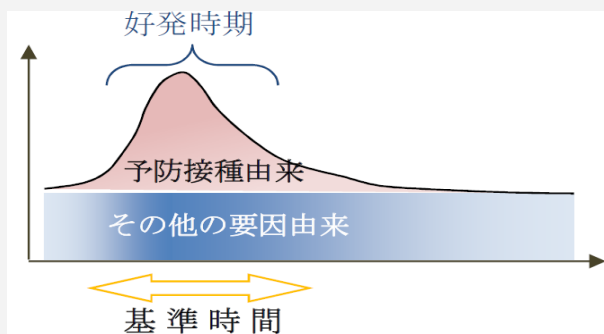 好発時期
予防接種由来
その他の要因由来
基準時間